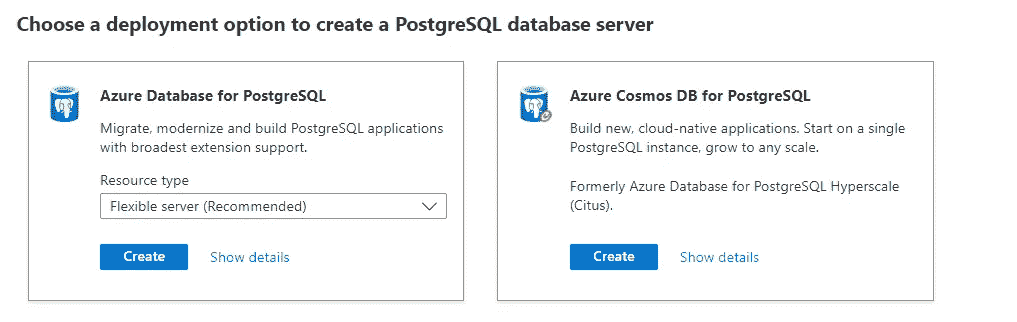 Choose a deployment option to create a PostgreSQL database server
Azure Database for PostgreSQL
Migrate, modernize and build PostgreSQL applications
with broadest extension support.
Resource type
Flexible server (Recommended)
Create
Show details
Azure Cosmos DB for PostgreSQL
Build new, cloud-native applications. Start on a single
PostgreSQL instance, grow to any scale.
Formerly Azure Database for PostgreSQL Hyperscale
(Citus).
Create
Show details